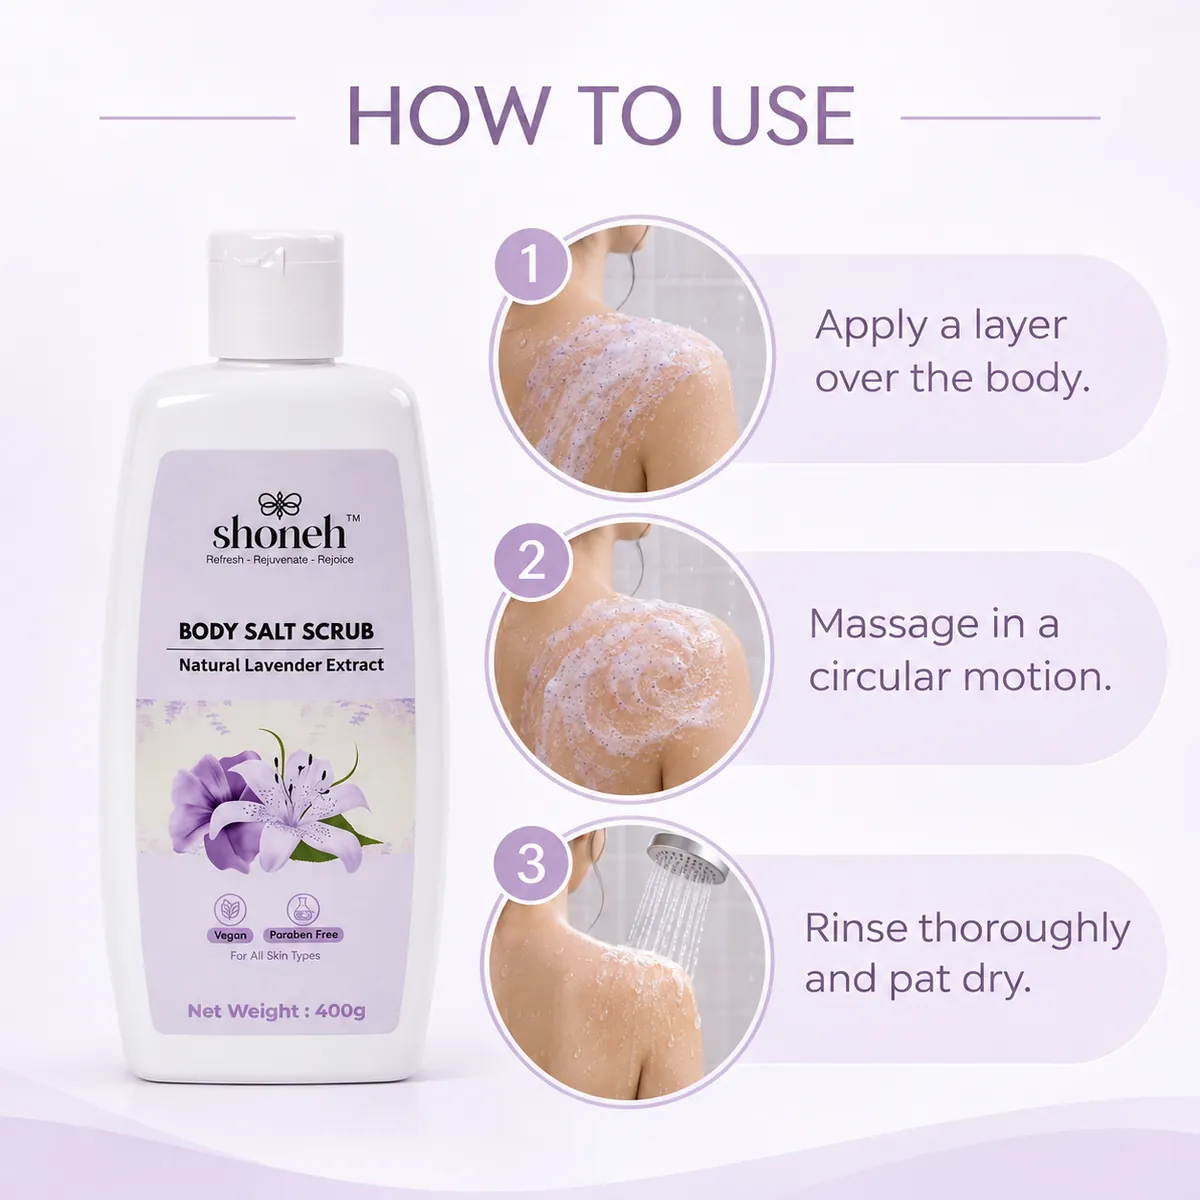 HOW TO USE
shoneh™
Refresh - Rejuvenate - Rejoice
BODY SALT SCRUB
Natural Lavender Extract
Vegan
Paraben Free
For All Skin Types
Net Weight : 400g
1
Apply a layer
over the body.
2
Massage in a
circular motion.
3
Rinse thoroughly
and pat dry.